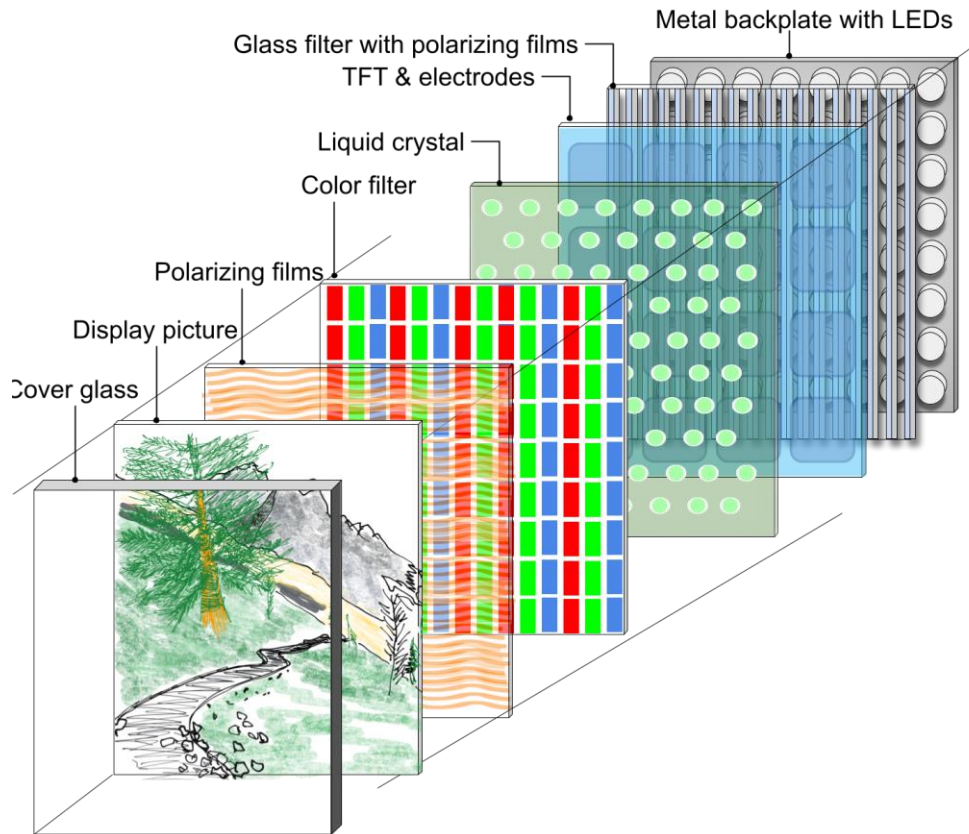 Metal backplate with LEDs
Glass filter with polarizing films
TFT & electrodes
Liquid crystal
Color filter
Polarizing films
Display picture
Cover glass